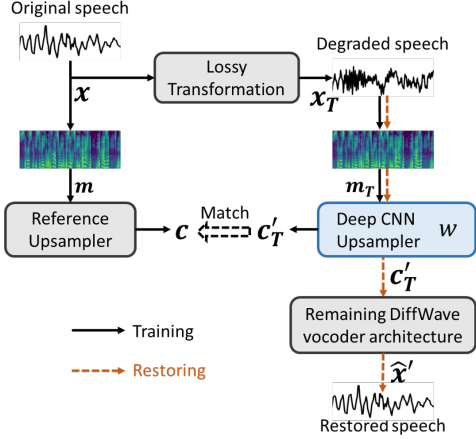 Original speech
Degraded speech
x
Lossy
Transformation
x_T
m
m_T
Reference
Upsampler
c
Match
c′_T
Deep CNN
Upsampler
w
c′_T
Remaining DiffWave
vocoder architecture
Training
Restoring
x̂′
Restored speech